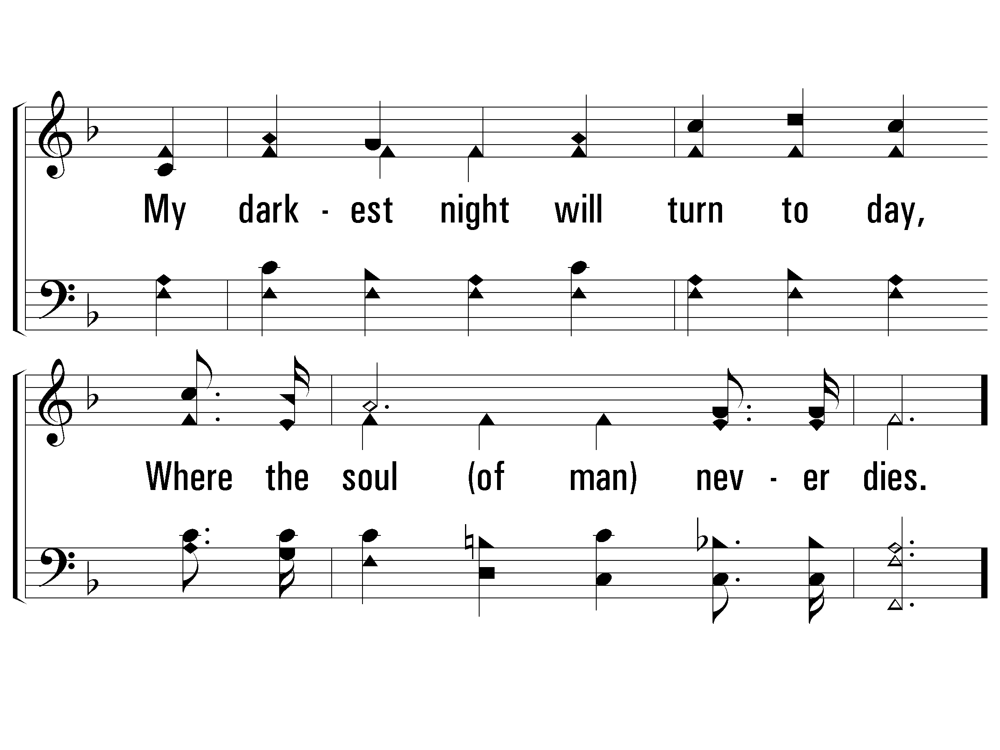 My dark - est night will turn to day,
Where the soul (of man) nev - er dies.